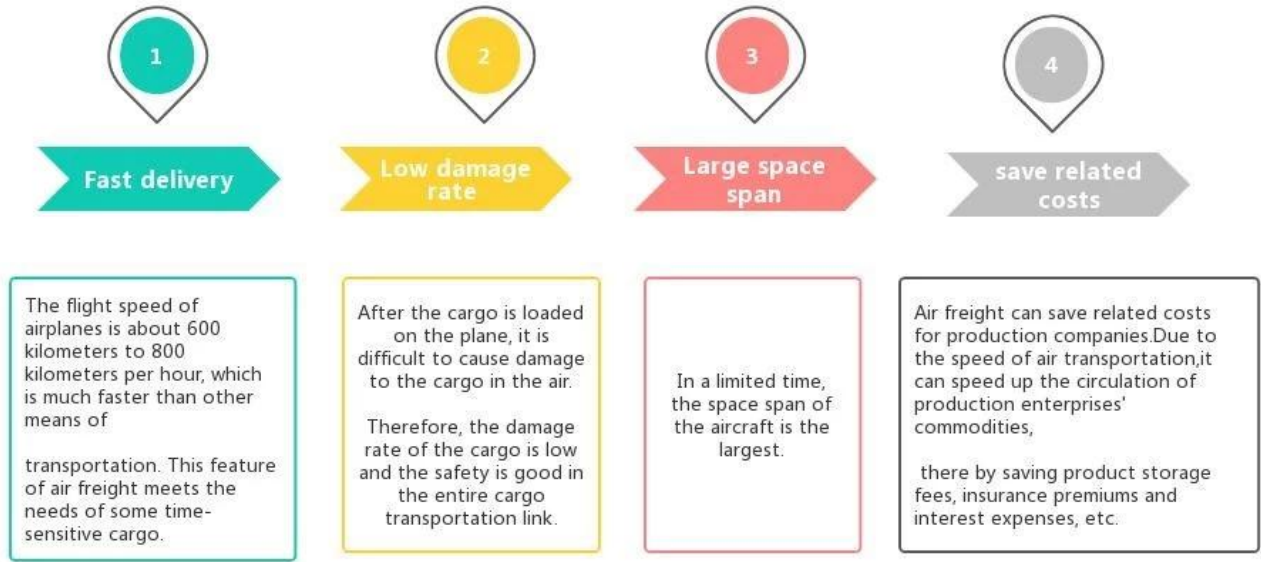 1
Fast delivery
The flight speed of
airplanes is about 600
kilometers to 800
kilometers per hour, which
is much faster than other
means of
transportation. This feature
of air freight meets the
needs of some time-
sensitive cargo.
2
Low damage
rate
After the cargo is loaded
on the plane, it is
difficult to cause damage
to the cargo in the air.
Therefore, the damage
rate of the cargo is low
and the safety is good in
the entire cargo
transportation link.
3
Large space
span
In a limited time,
the space span of
the aircraft is the
largest.
4
save related
costs
Air freight can save related costs
for production companies.Due to
the speed of air transportation,it
can speed up the circulation of
production enterprises'
commodities,
there by saving product storage
fees, insurance premiums and
interest expenses, etc.